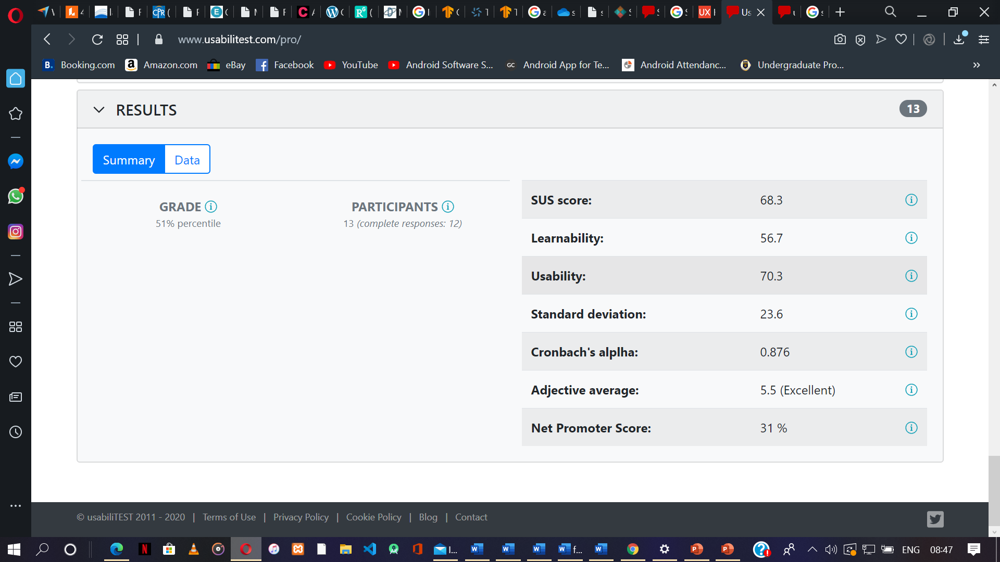 www.usabilitest.com/pro/
B. Booking.com a Amazon.com eBay Facebook YouTube Android Software S... GC Android App for Te... Android Attendanc... Undergraduate Pro... »
RESULTS 13
Summary Data
GRADE PARTICIPANTS
51% percentile 13 (complete responses: 12)
SUS score: 68.3
Learnability: 56.7
Usability: 70.3
Standard deviation: 23.6
Cronbach's alplha: 0.876
Adjective average: 5.5 (Excellent)
Net Promoter Score: 31 %
© usabiliTEST 2011 - 2020 | Terms of Use | Privacy Policy | Cookie Policy | Blog | Contact
ENG 08:47